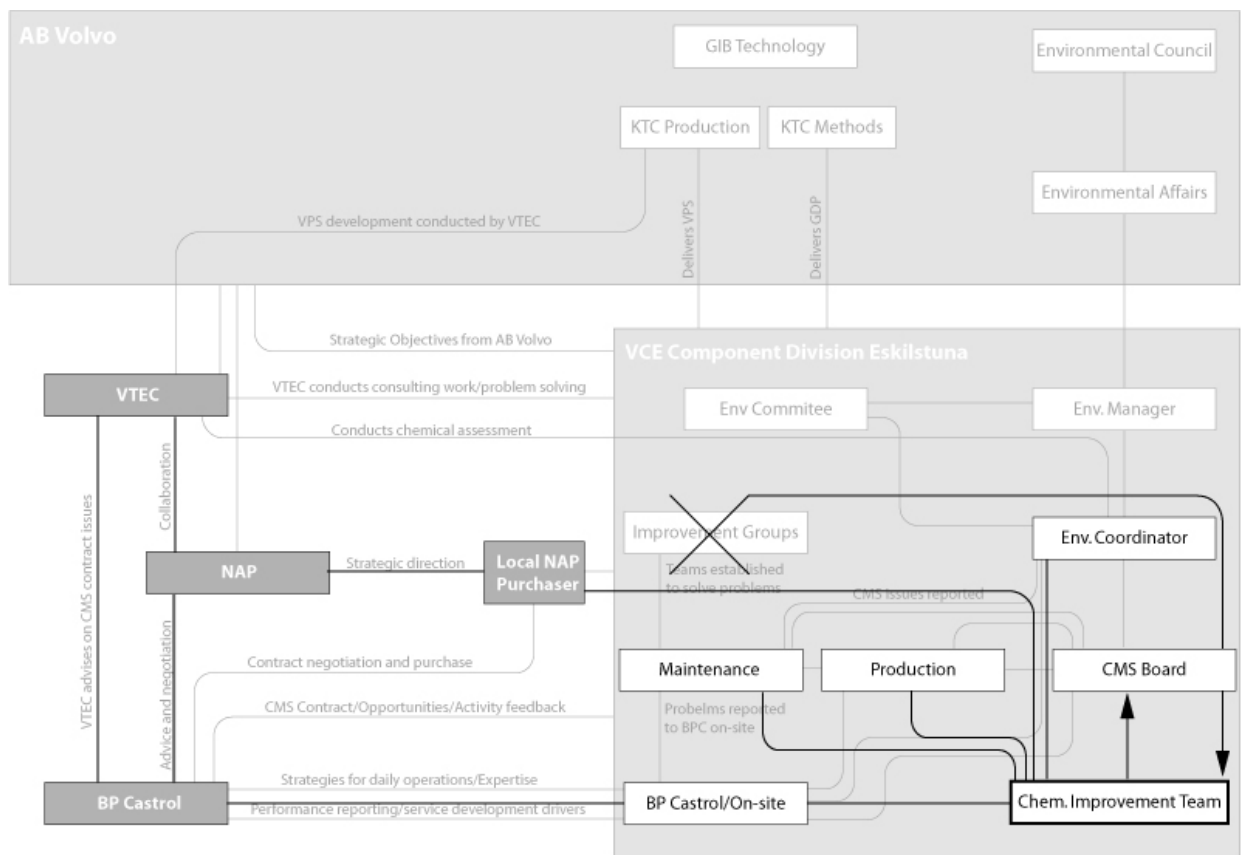 AB Volvo
GIB Technology
Environmental Council
KTC Production
KTC Methods
Environmental Affairs
VPS development conducted by VTEC
Delivers VPS
Delivers GDP
Strategic Objectives from AB Volvo
VCE Component Division Eskilstuna
VTEC
VTEC conducts consulting work/problem solving
Env Commitee
Env. Manager
Conducts chemical assessment
Collaboration
VTEC advises on CMS contract issues
Improvement Groups
Env. Coordinator
NAP
Strategic direction
Local NAP
Purchaser
Teams established
to solve problems
CMS Issues reported
Contract negotiation and purchase
Maintenance
Production
CMS Board
Advice and negotiation
CMS Contract/Opportunities/Activity feedback
Probelms reported
to BPC on-site
Strategies for daily operations/Expertise
BP Castrol
BP Castrol/On-site
Chem. Improvement Team
Performance reporting/service development drivers